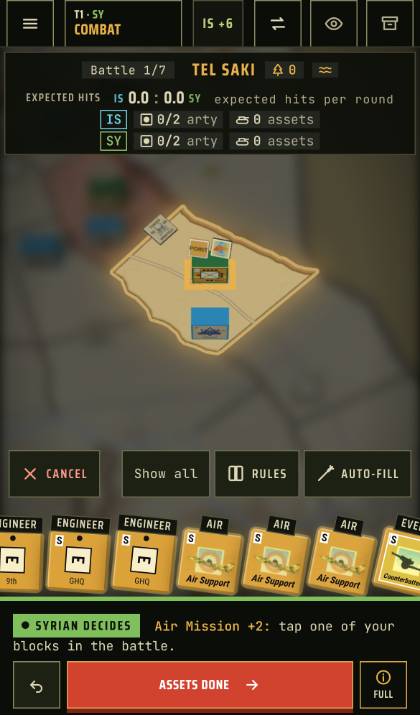 T1 · SY
COMBAT
IS +6
Battle 1/7
TEL SAKI
0
EXPECTED HITS IS 0.0 : 0.0 SY expected hits per round
IS 0/2 arty 0 assets
SY 0/2 arty 0 assets
CANCEL
Show all
RULES
AUTO-FILL
GINEER
9th
ENGINEER
S
E
GHQ
ENGINEER
S
E
GHQ
AIR
S
Air Support
AIR
S
Air Support
AIR
S
Air Support
EVE
S
Counterbatte
SYRIAN DECIDES Air Mission +2: tap one of your
blocks in the battle.
ASSETS DONE
FULL